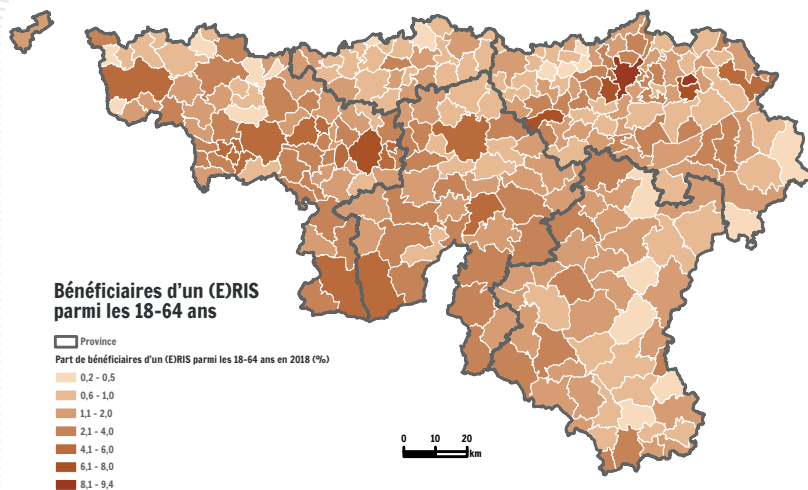 Bénéficiaires d'un (E)RIS
parmi les 18-64 ans
Province
Part de bénéficiaires d'un (E)RIS parmi les 18-64 ans en 2018 (%)
0,2 - 0,5
0,6 - 1,0
1,1 - 2,0
2,1 - 4,0
4,1 - 6,0
6,1 - 8,0
8,1 - 9,4
0 10 20
km